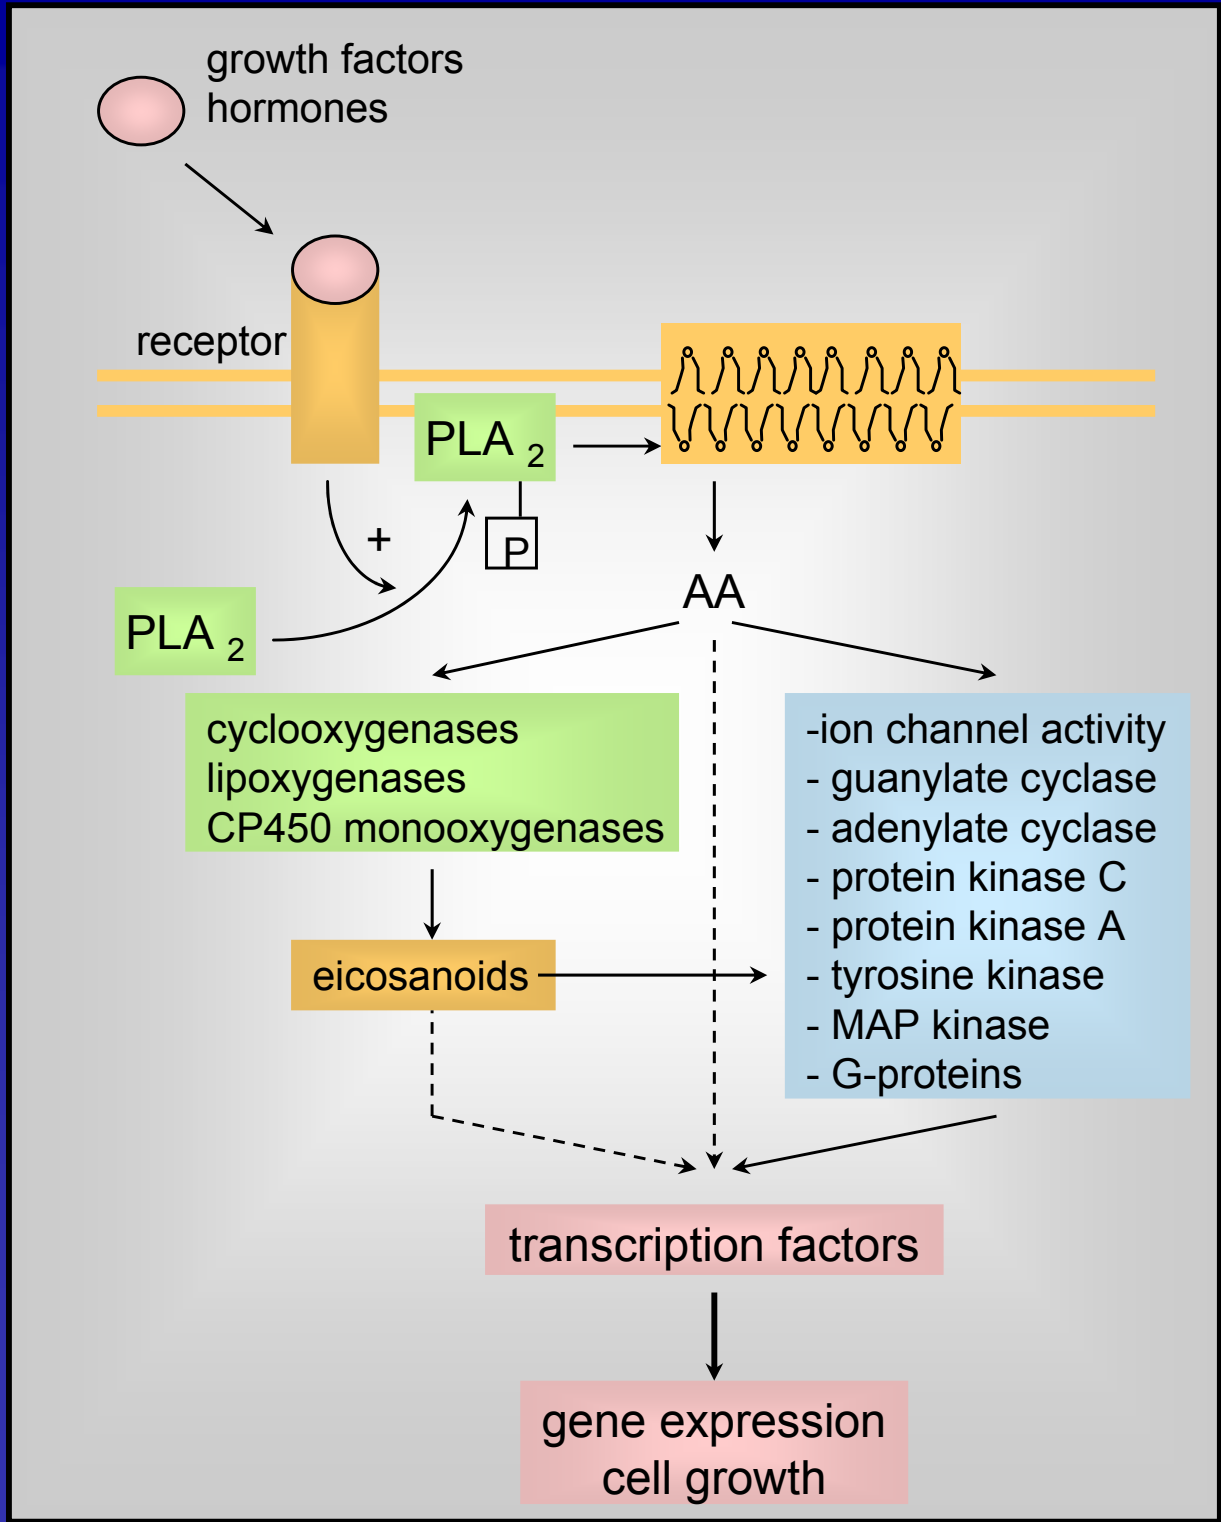 growth factors
hormones
receptor
PLA 2
+
P
PLA 2
AA
cyclooxygenases
lipoxygenases
CP450 monooxygenases
-ion channel activity
- guanylate cyclase
- adenylate cyclase
- protein kinase C
- protein kinase A
- tyrosine kinase
- MAP kinase
- G-proteins
eicosanoids
transcription factors
gene expression
cell growth